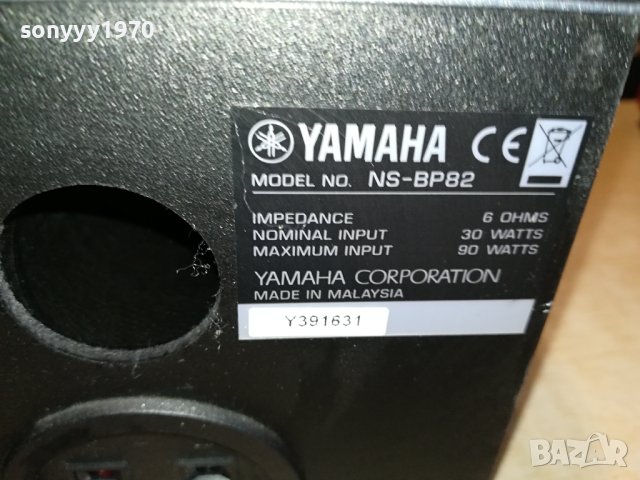 sonyyy1970
YAMAHA CE
MODEL NO. NS-BP82
IMPEDANCE 6 OHMS
NOMINAL INPUT 30 WATTS
MAXIMUM INPUT 90 WATTS
YAMAHA CORPORATION
MADE IN MALAYSIA
Y391631
BAZAR